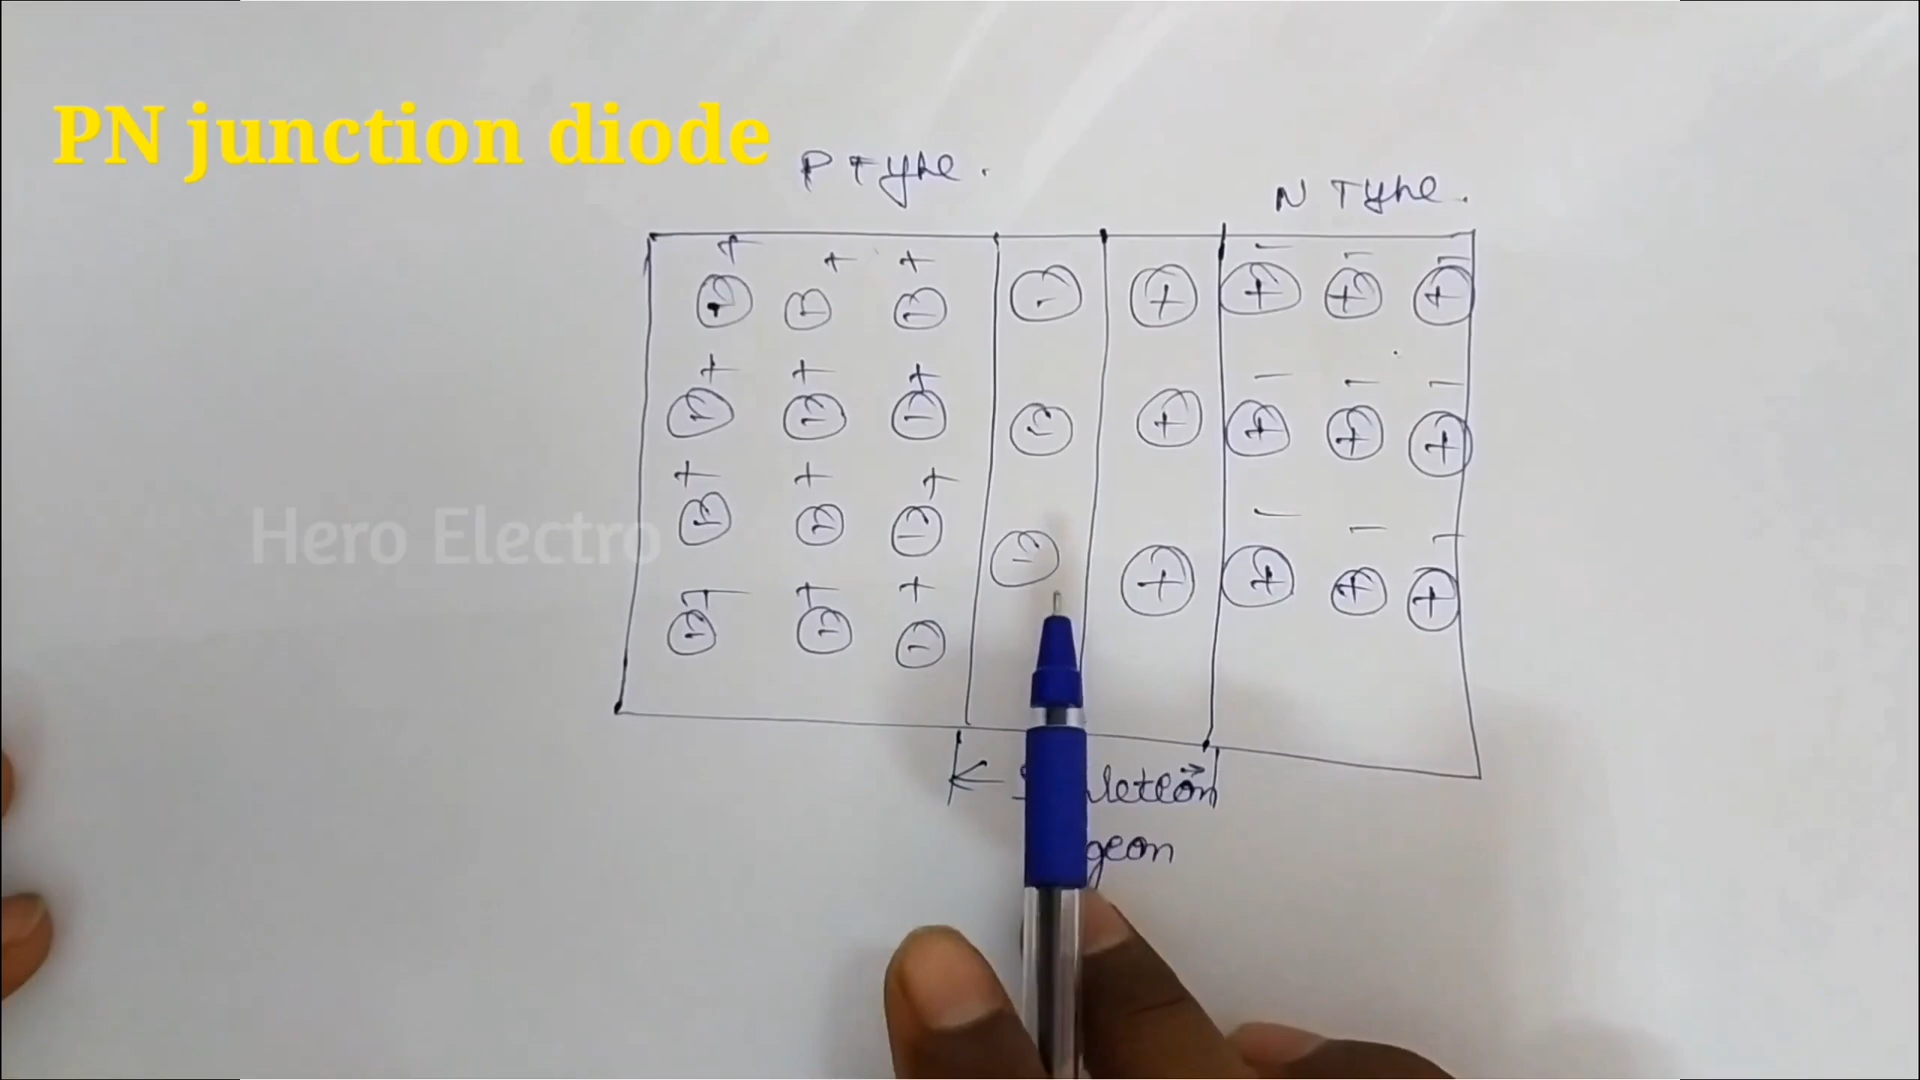 PN junction diode
P Type.
N Type.
Hero Electro